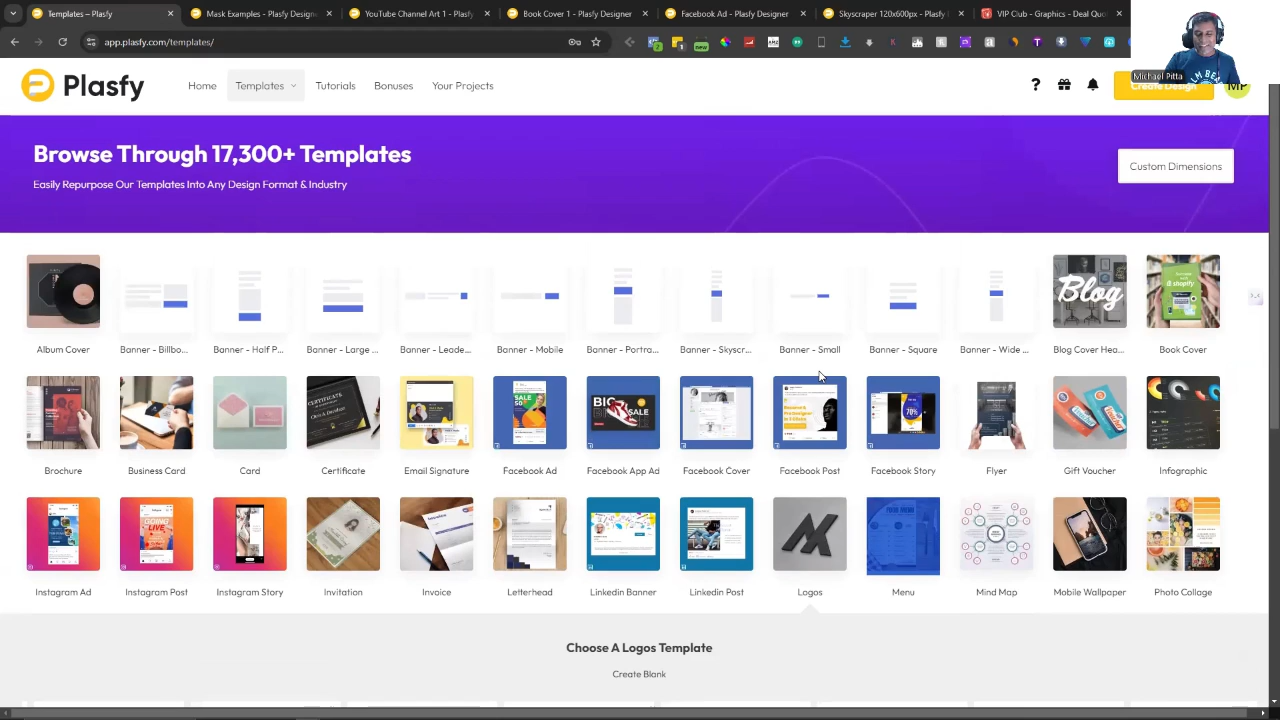 Templates – Plasfy
Mask Examples - Plasfy Designe
YouTube Channel Art 1 - Plasfy
Book Cover 1 - Plasfy Designer
Facebook Ad - Plasfy Designer
Skyscraper 120x600px - Plasfy
VIP Club - Graphics - Deal Quo
app.plasfy.com/templates/
Michael Pitta
Plasfy
Home
Templates
Tutorials
Bonuses
Your Projects
?
Create Design
MP
Browse Through 17,300+ Templates
Easily Repurpose Our Templates Into Any Design Format & Industry
Custom Dimensions
Blog
Album Cover
Banner - Billbo...
Banner - Half P...
Banner - Large ...
Banner - Leade...
Banner - Mobile
Banner - Portra...
Banner - Skyscr...
Banner - Small
Banner - Square
Banner - Wide ...
Blog Cover Hea...
Book Cover
Brochure
Business Card
Card
Certificate
Email Signature
Facebook Ad
Facebook App Ad
Facebook Cover
Facebook Post
Facebook Story
Flyer
Gift Voucher
Infographic
Instagram Ad
Instagram Post
Instagram Story
Invitation
Invoice
Letterhead
Linkedin Banner
Linkedin Post
Logos
Menu
Mind Map
Mobile Wallpaper
Photo Collage
Choose A Logos Template
Create Blank